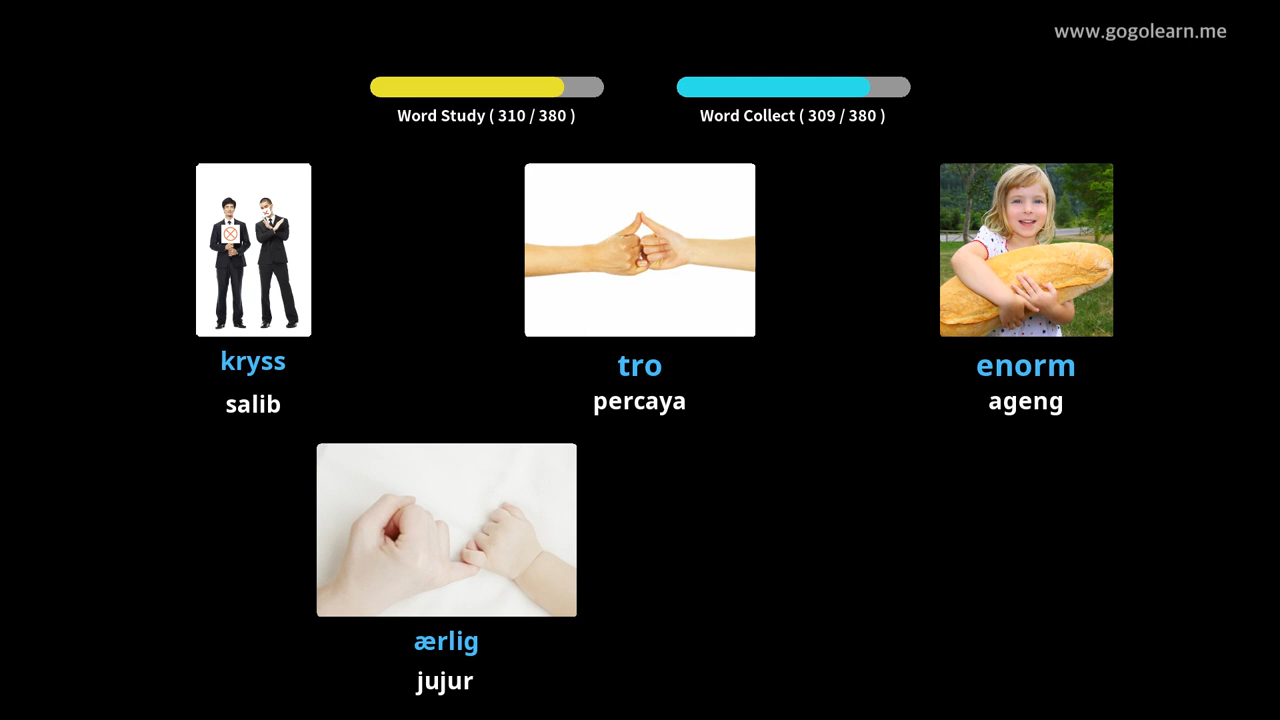 www.gogolearn.me
Word Study ( 310 / 380 )
Word Collect ( 309 / 380 )
kryss
salib
tro
percaya
enorm
ageng
ærlig
jujur